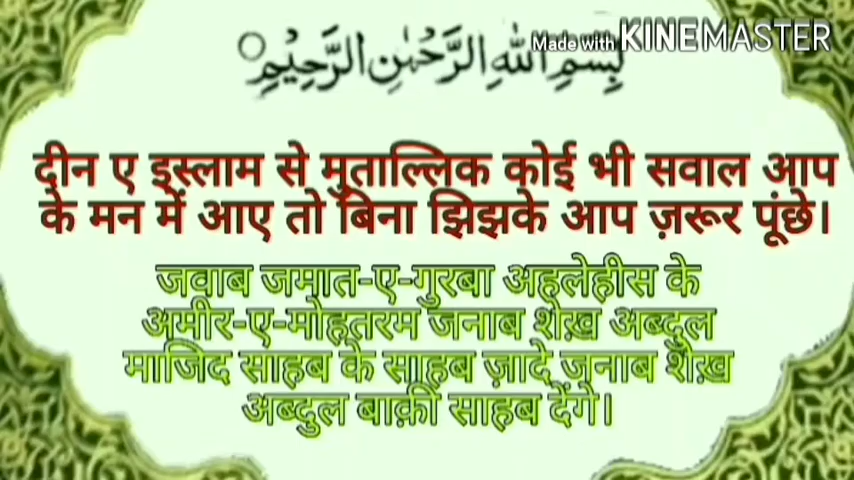 Made with KINEMASTER
بِسْمِ اللهِ الرَّحْمٰنِ الرَّحِيْمِ
दीन ए इस्लाम से मुताल्लिक कोई भी सवाल आप
के मन में आए तो बिना झिझके आप ज़रूर पूंछे।
जवाब जमात-ए-गुरबा अहलेहीस के
अमीर-ए-मोहतरम जनाब शेख़ अब्दुल
माजिद साहब के साहब ज़ादे जनाब शेख़
अब्दुल बाक़ी साहब देंगे।